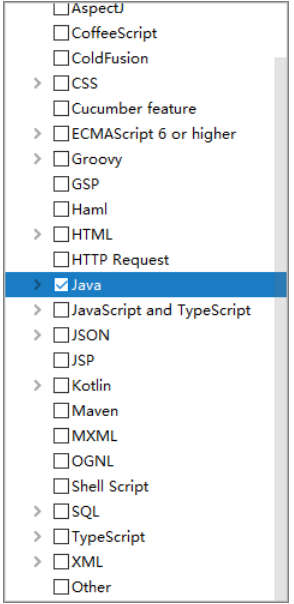 AspectJ
CoffeeScript
ColdFusion
CSS
Cucumber feature
ECMAScript 6 or higher
Groovy
GSP
Haml
HTML
HTTP Request
Java
JavaScript and TypeScript
JSON
JSP
Kotlin
Maven
MXML
OGNL
Shell Script
SQL
TypeScript
XML
Other